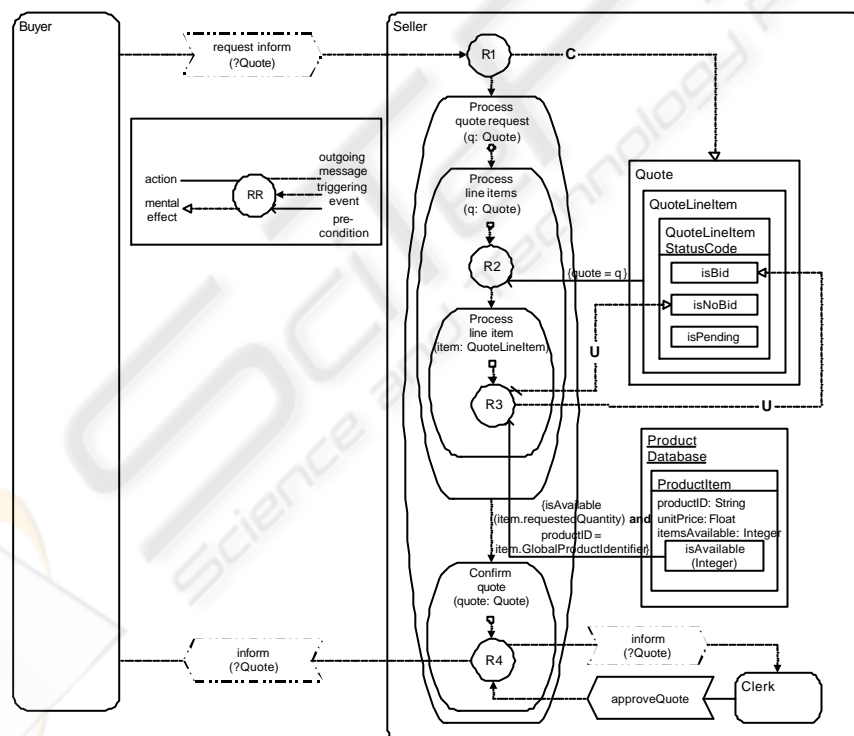 Buyer
Seller
request inform
(?Quote)
R1
C
Process
quote request
(q: Quote)
action
outgoing
message
RR
triggering
event
mental
effect
pre-
condition
Process
line items
(q: Quote)
R2
{quote = q}
Quote
QuoteLineItem
QuoteLineItem
StatusCode
isBid
isNoBid
isPending
Process
line item
(item: QuoteLineItem)
U
R3
U
Product
Database
ProductItem
productID: String
unitPrice: Float
itemsAvailable: Integer
isAvailable
(Integer)
{isAvailable
(item.requestedQuantity) and
productID =
item.GlobalProductIdentifier}
Confirm
quote
(quote: Quote)
R4
inform
(?Quote)
inform
(?Quote)
approveQuote
Clerk
Science and Technology P